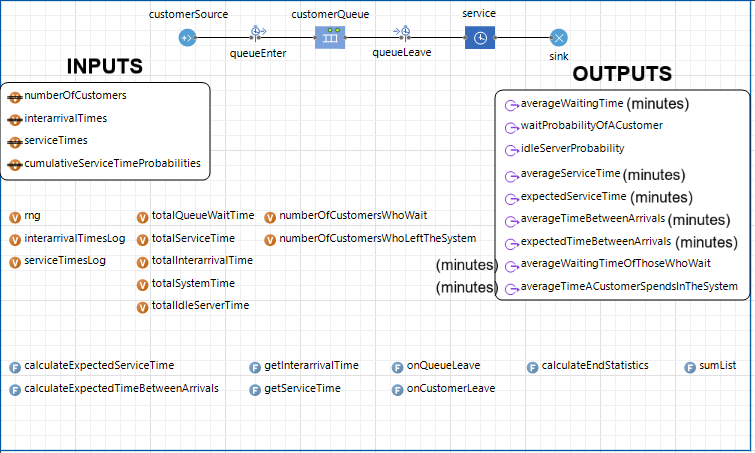 customerSource
customerQueue
service
queueEnter
queueLeave
sink
INPUTS
numberOfCustomers
interarrivalTimes
serviceTimes
cumulativeServiceTimeProbabilities
OUTPUTS
averageWaitingTime (minutes)
waitProbabilityOfACustomer
idleServerProbability
averageServiceTime (minutes)
expectedServiceTime (minutes)
averageTimeBetweenArrivals (minutes)
expectedTimeBetweenArrivals (minutes)
(minutes) averageWaitingTimeOfThoseWhoWait
(minutes) averageTimeACustomerSpendsInTheSystem
V rng
V interarrivalTimesLog
V serviceTimesLog
V totalQueueWaitTime
V totalServiceTime
V totalInterarrivalTime
V totalSystemTime
V totalIdleServerTime
V numberOfCustomersWhoWait
V numberOfCustomersWhoLeftTheSystem
F calculateExpectedServiceTime
F calculateExpectedTimeBetweenArrivals
F getInterarrivalTime
F getServiceTime
F onQueueLeave
F onCustomerLeave
F calculateEndStatistics
F sumList